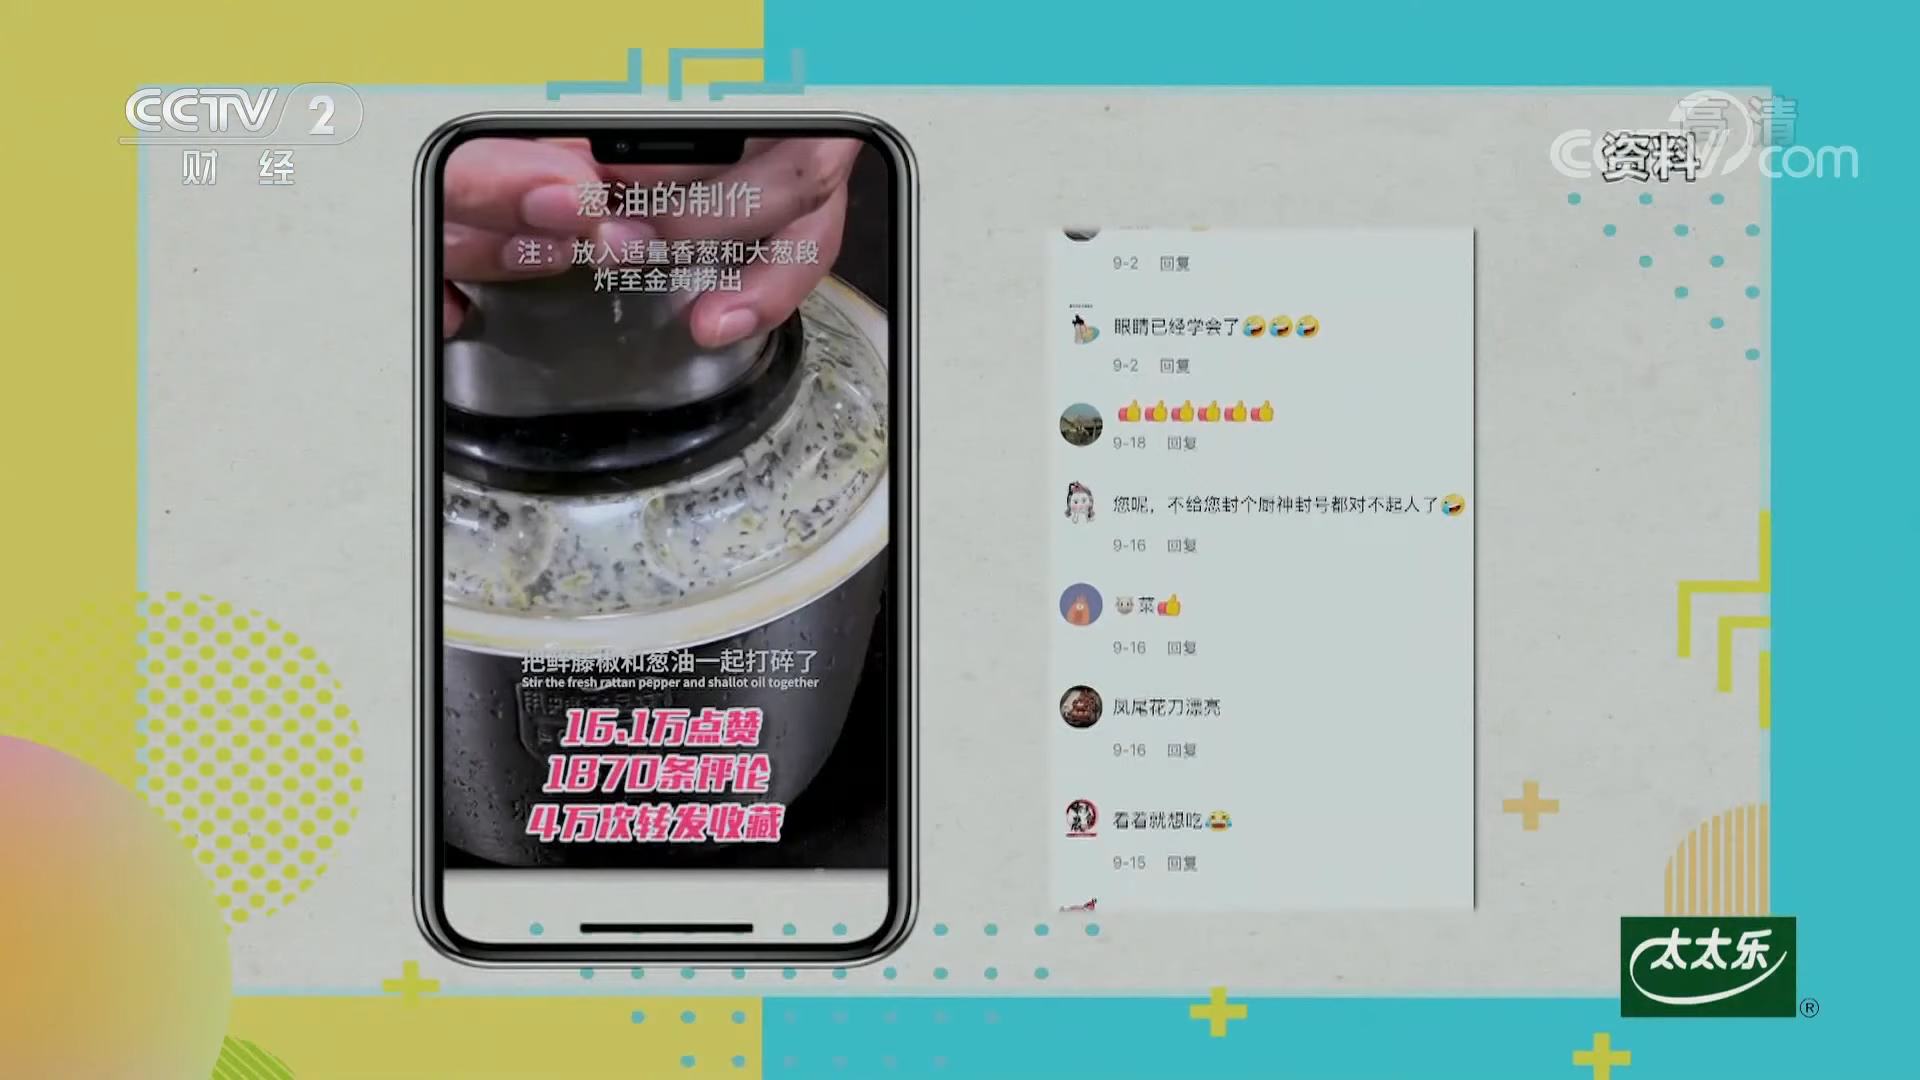 CCTV 2
财 经
高清
资料
com
葱油的制作
注：放入适量香葱和大葱段
炸至金黄捞出
把鲜藤椒和葱油一起打碎了
Stir the fresh rattan pepper and shallot oil together
16.1万点赞
1870条评论
4万次转发收藏
9-2 回复
眼睛已经学会了🤣🤣🤣
9-2 回复
👍👍👍👍👍👍
9-18 回复
您呢，不给您封个厨神封号都对不起人了🤣
9-16 回复
🐮菜👍
9-16 回复
凤尾花刀漂亮
9-16 回复
看着就想吃😂
9-15 回复
太太乐
®